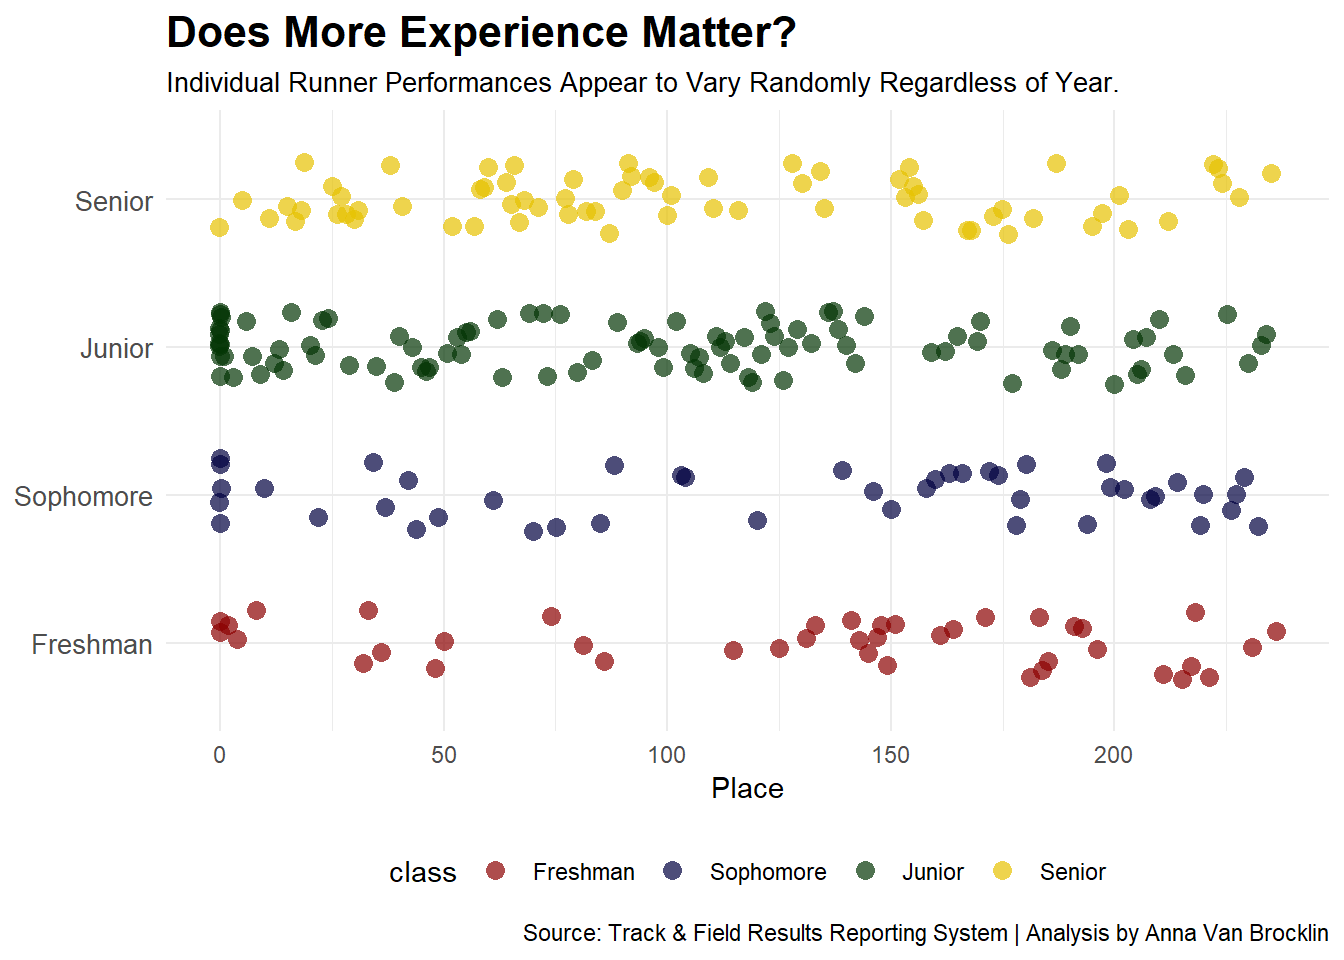 Does More Experience Matter?
Individual Runner Performances Appear to Vary Randomly Regardless of Year.
Senior
Junior
Sophomore
Freshman
0 50 100 150 200
Place
class Freshman Sophomore Junior Senior
Source: Track & Field Results Reporting System | Analysis by Anna Van Brocklin